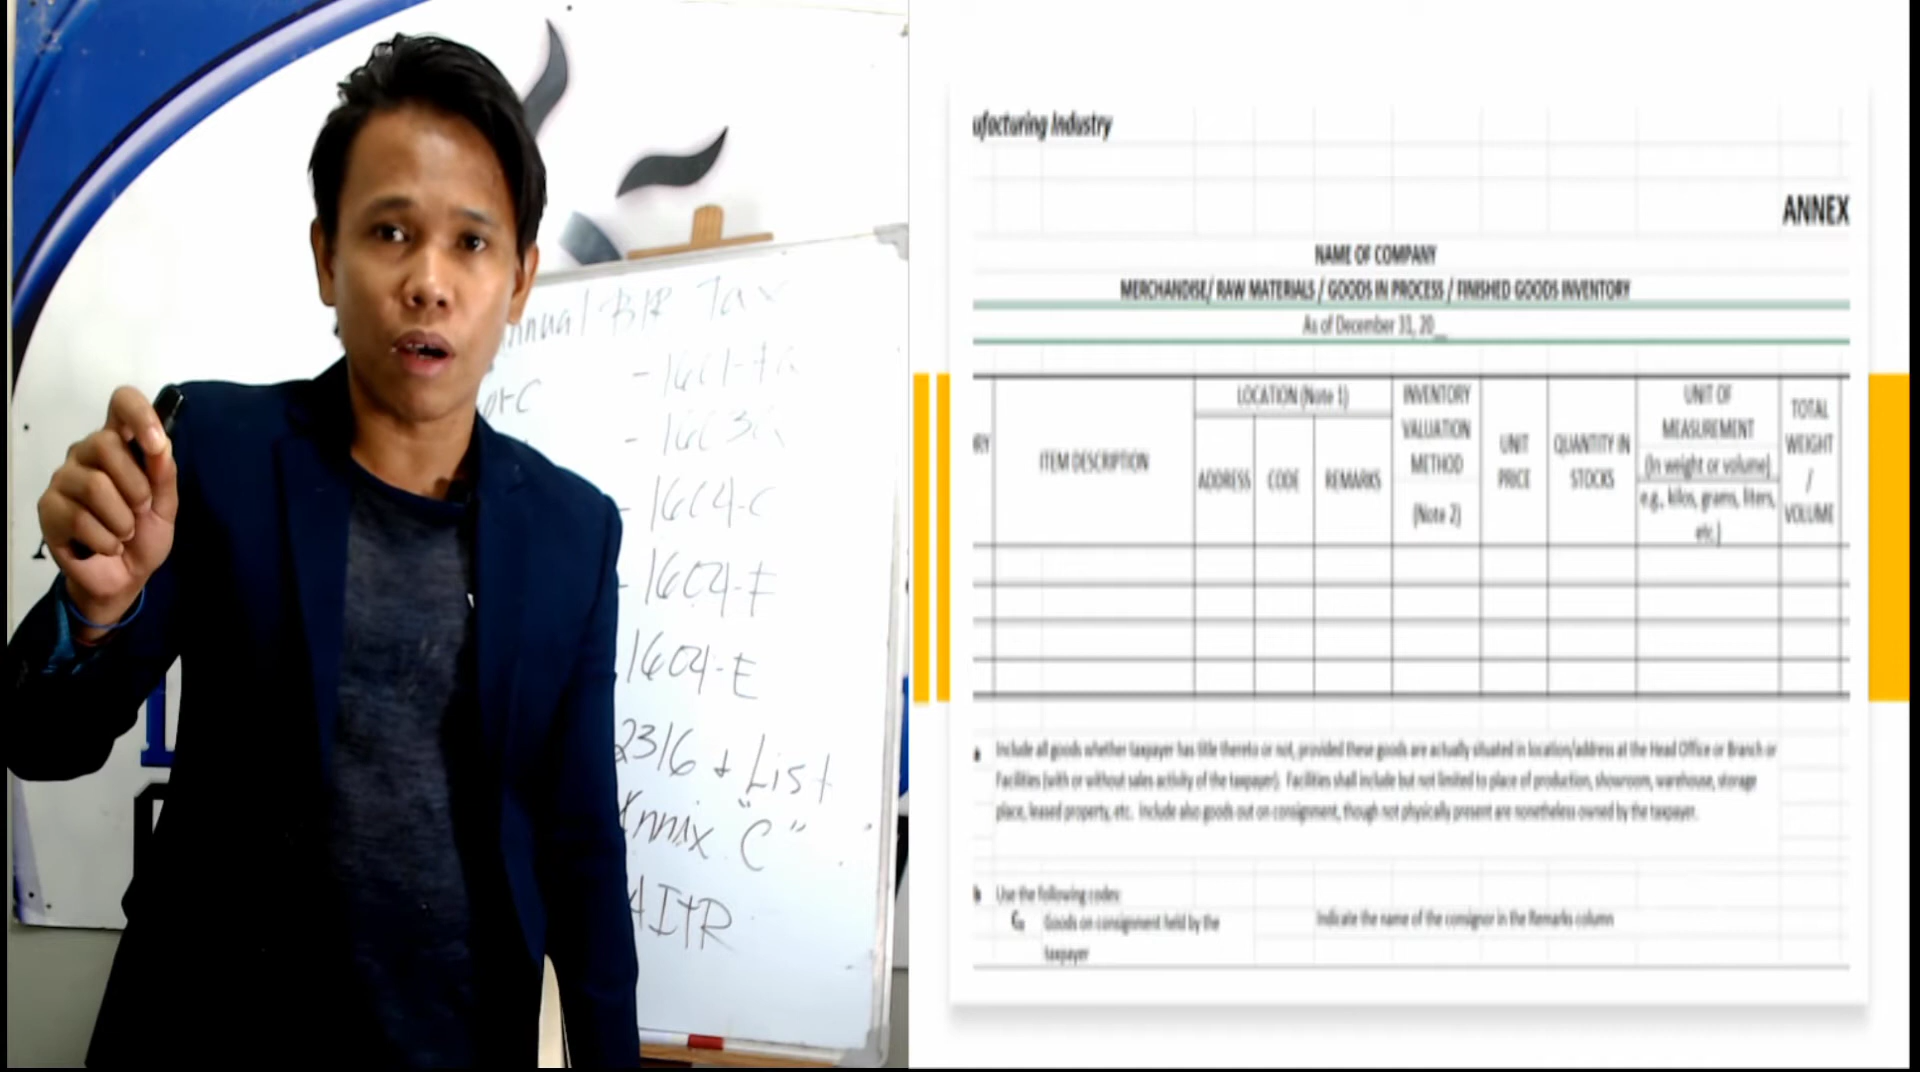 Annual BIR Tax
or C
- 1601-FQ
- 1603Q
- 1604-C
- 1604-F
1604-E
2316 + List
Annix "C"
AITR
ufacturing Industry
ANNEX
NAME OF COMPANY
MERCHANDISE/ RAW MATERIALS / GOODS IN PROCESS / FINISHED GOODS INVENTORY
As of December 31, 20__
RY
ITEM DESCRIPTION
LOCATION (Note 1)
ADDRESS
CODE
REMARKS
INVENTORY
VALUATION
METHOD
(Note 2)
UNIT
PRICE
QUANTITY IN
STOCKS
UNIT OF
MEASUREMENT
(In weight or volume)
e.g., kilos, grams, liters,
etc.)
TOTAL
WEIGHT
/
VOLUME
a Include all goods whether taxpayer has title thereto or not, provided these goods are actually situated in location/address at the Head Office or Branch or
Facilities (with or without sales activity of the taxpayer). Facilities shall include but not limited to place of production, showroom, warehouse, storage
place, leased property, etc. Include also goods out on consignment, though not physically present are nonetheless owned by the taxpayer.
b Use the following codes:
Goods on consignment held by the
taxpayer
Indicate the name of the consignor in the Remarks column